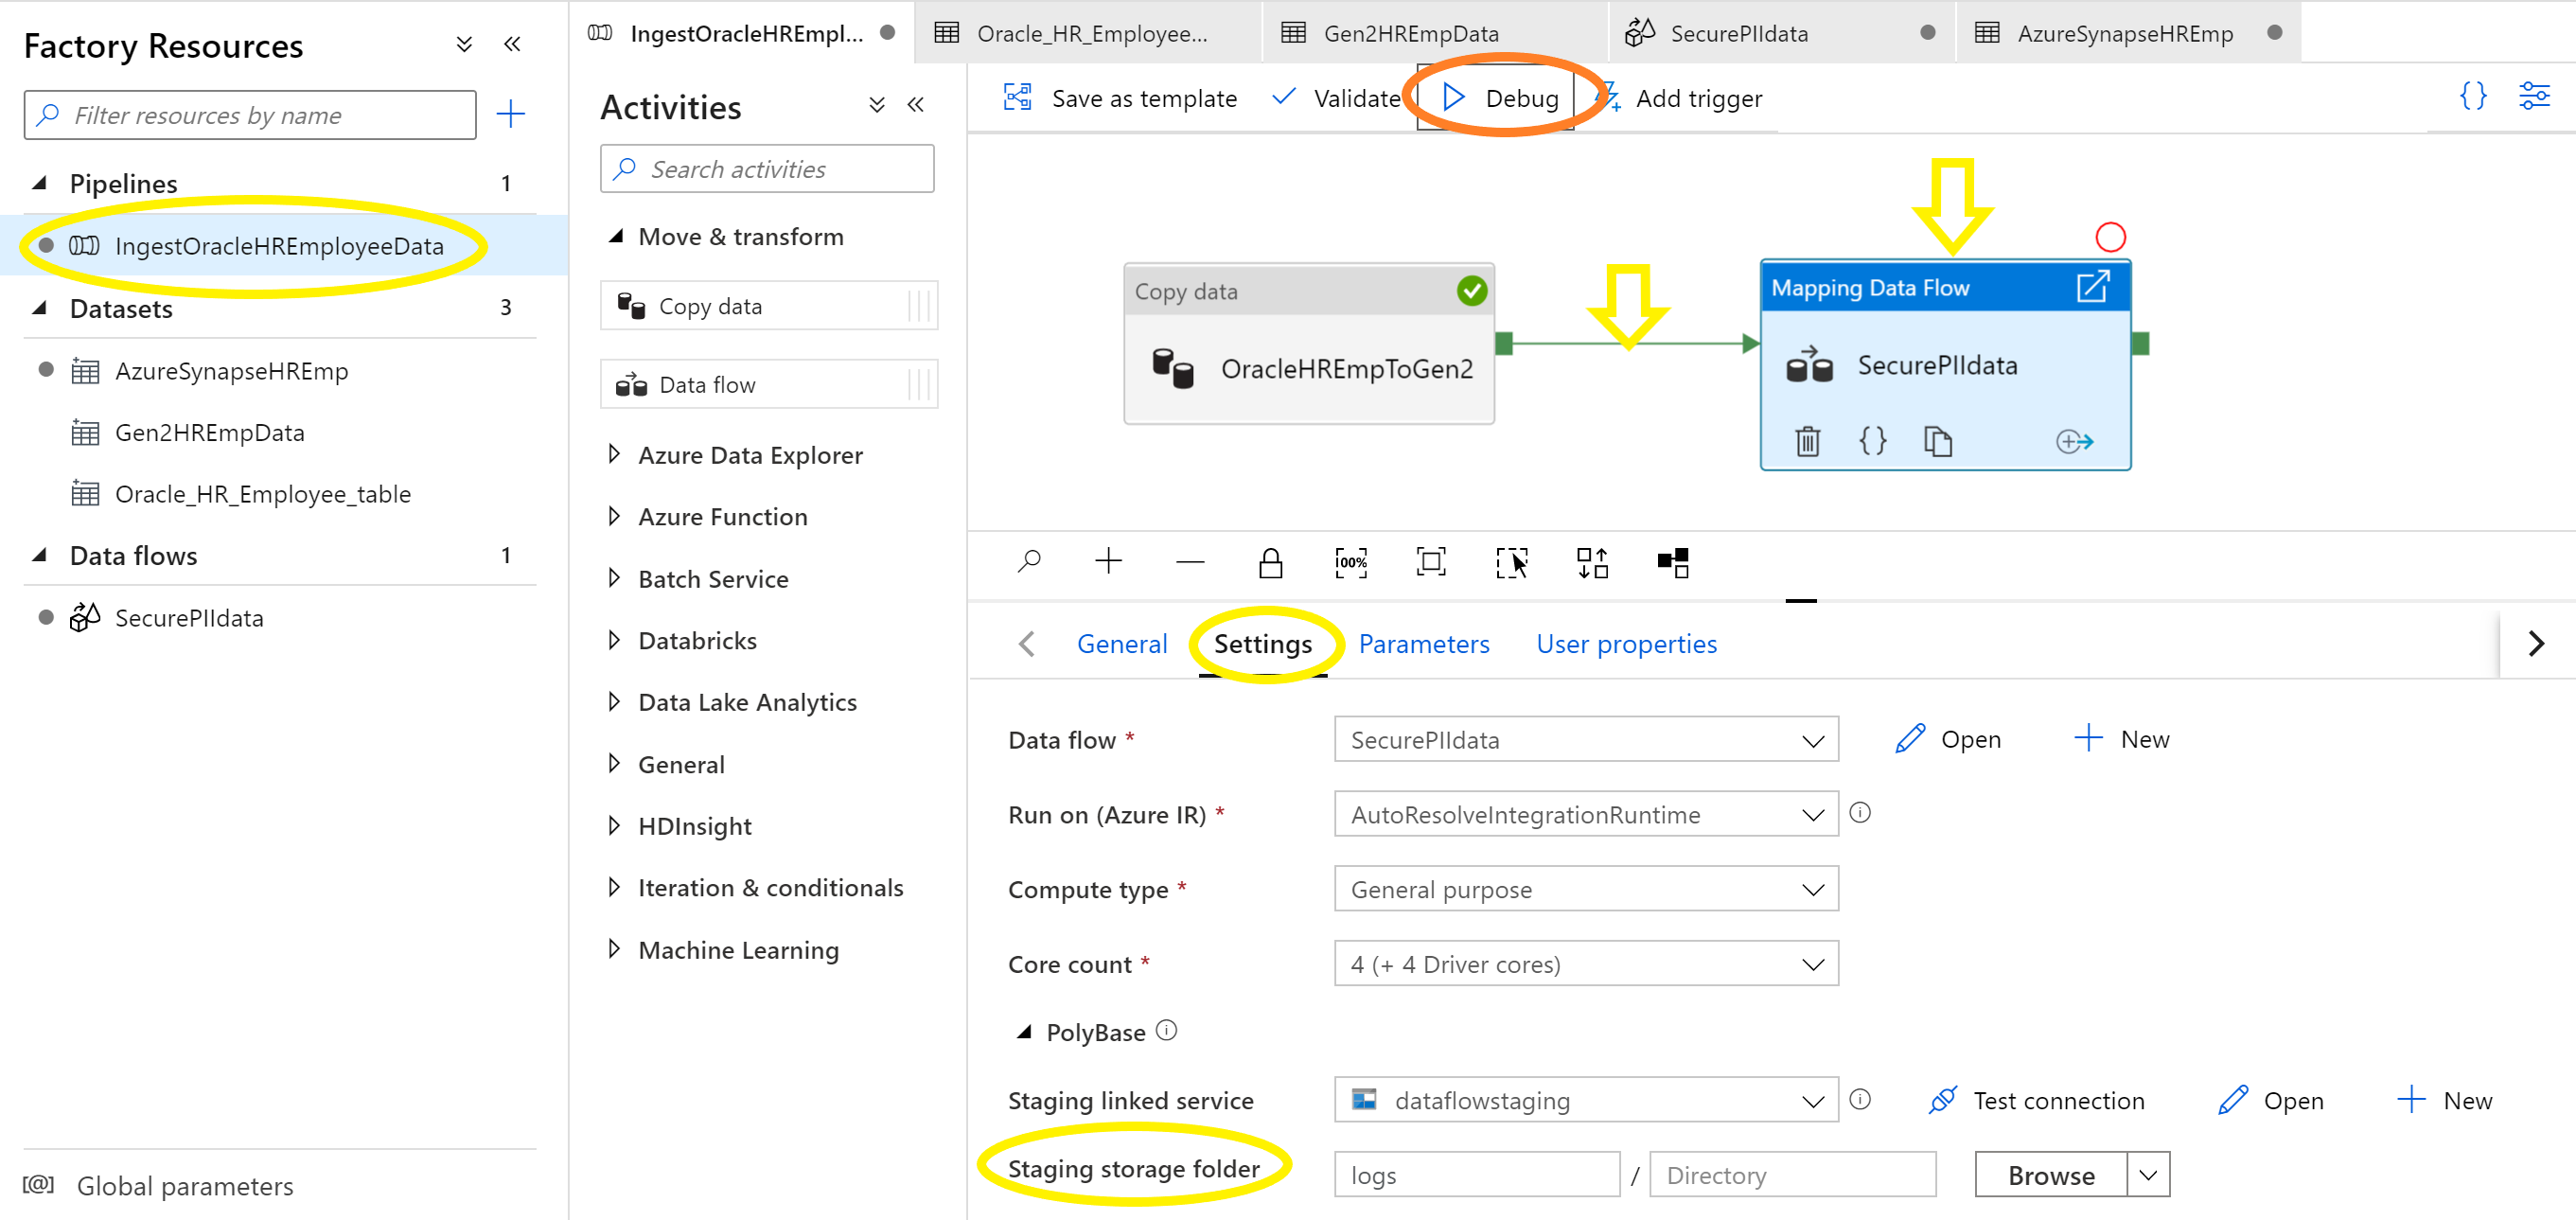 Factory Resources
Filter resources by name
Pipelines 1
IngestOracleHREmployeeData
Datasets 3
AzureSynapseHREmp
Gen2HREmpData
Oracle_HR_Employee_table
Data flows 1
SecurePIIdata
[@] Global parameters
IngestOracleHREmpl...
Oracle_HR_Employee...
Gen2HREmpData
SecurePIIdata
AzureSynapseHREmp
Activities
Search activities
Move & transform
Copy data
Data flow
Azure Data Explorer
Azure Function
Batch Service
Databricks
Data Lake Analytics
General
HDInsight
Iteration & conditionals
Machine Learning
Save as template
Validate
Debug
Add trigger
{}
Copy data
OracleHREmpToGen2
Mapping Data Flow
SecurePIIdata
{}
100%
General
Settings
Parameters
User properties
Data flow *
SecurePIIdata
Open
New
Run on (Azure IR) *
AutoResolveIntegrationRuntime
Compute type *
General purpose
Core count *
4 (+ 4 Driver cores)
PolyBase
Staging linked service
dataflowstaging
Test connection
Open
New
Staging storage folder
logs / Directory
Browse